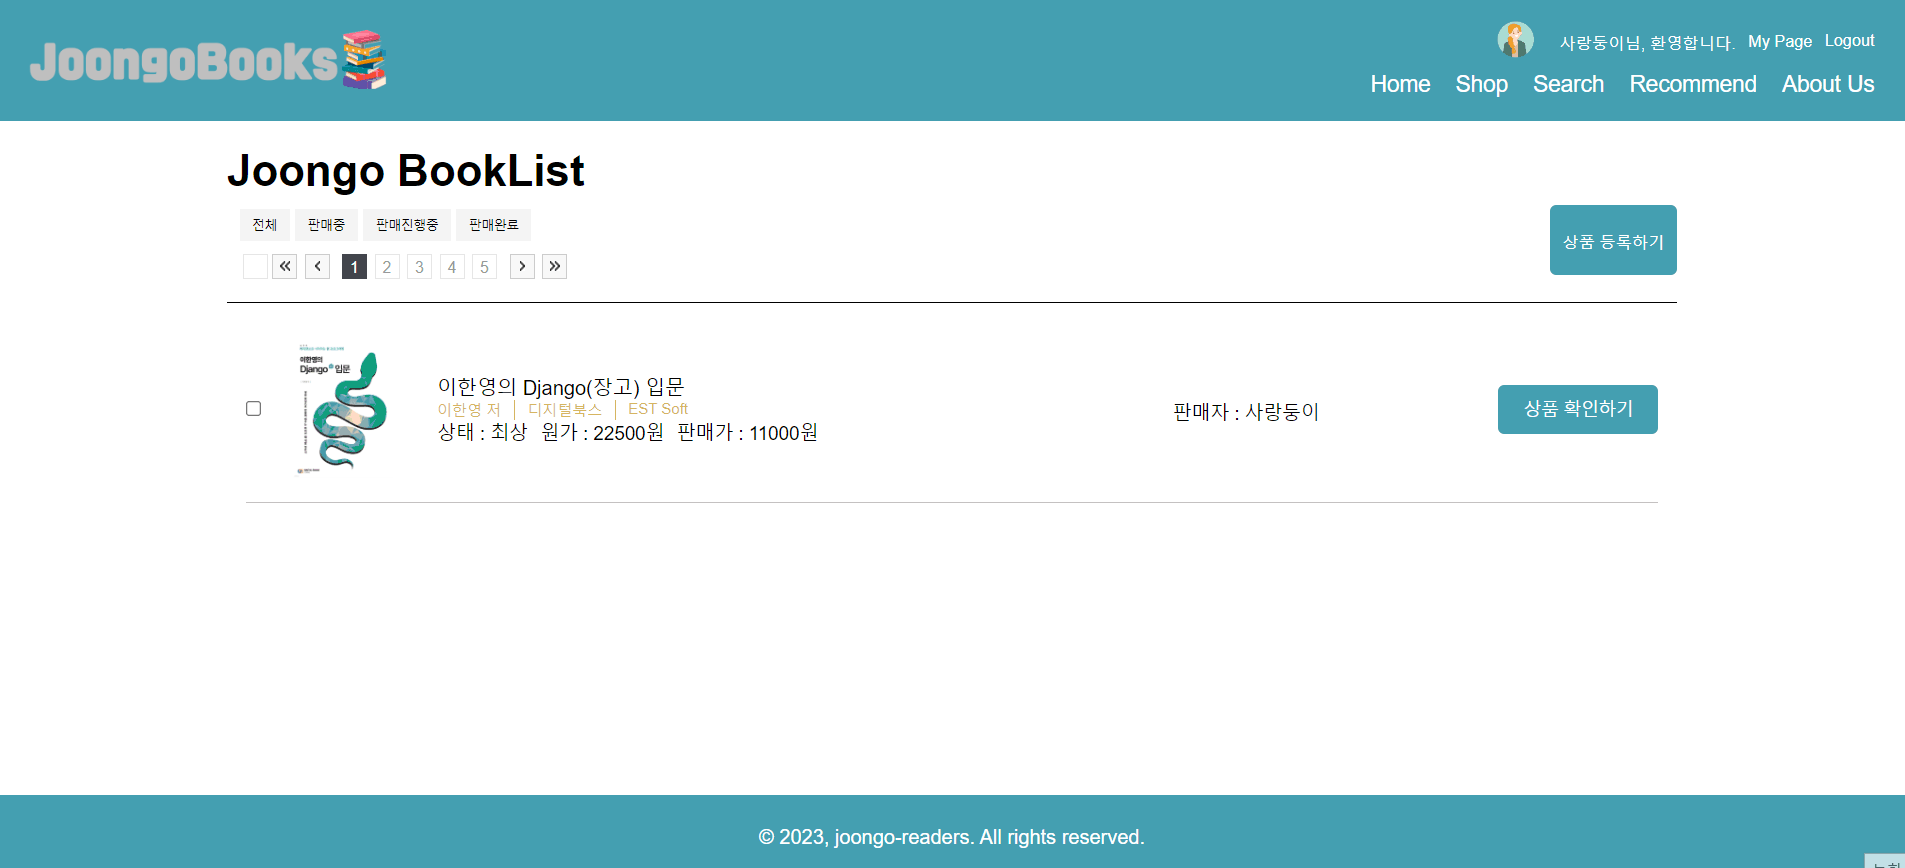 JoongoBooks
사랑둥이님, 환영합니다. My Page Logout
Home Shop Search Recommend About Us
Joongo BookList
전체 판매중 판매진행중 판매완료
상품 등록하기
« ‹ 1 2 3 4 5 › »
이한영의
Django 입문
이한영의 Django(장고) 입문
이한영 저 | 디지털북스 | EST Soft
상태 : 최상 원가 : 22500원 판매가 : 11000원
판매자 : 사랑둥이
상품 확인하기
© 2023, joongo-readers. All rights reserved.